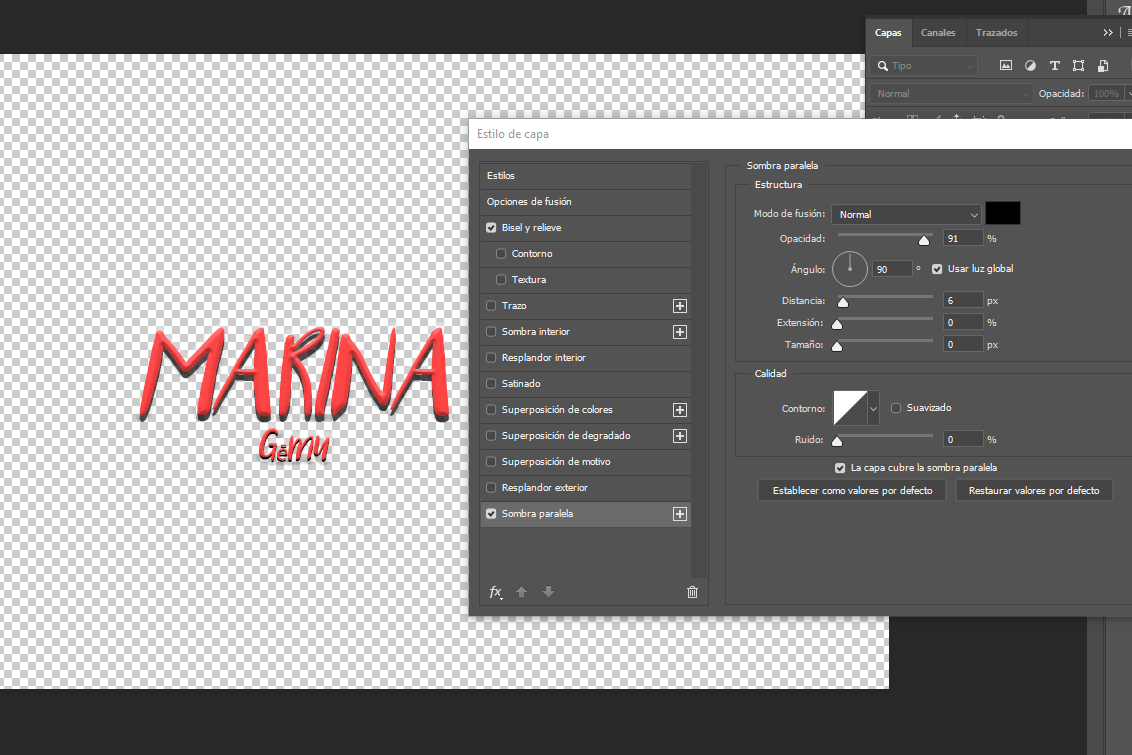 Capas Canales Trazados
Tipo
Normal Opacidad: 100%
Estilo de capa
Estilos
Opciones de fusión
Bisel y relieve
Contorno
Textura
Trazo
Sombra interior
Resplandor interior
Satinado
Superposición de colores
Superposición de degradado
Superposición de motivo
Resplandor exterior
Sombra paralela
fx
Sombra paralela
Estructura
Modo de fusión: Normal
Opacidad: 91 %
Ángulo: 90 ° Usar luz global
Distancia: 6 px
Extensión: 0 %
Tamaño: 0 px
Calidad
Contorno: Suavizado
Ruido: 0 %
La capa cubre la sombra paralela
Establecer como valores por defecto Restaurar valores por defecto
MARINA
Gēmu